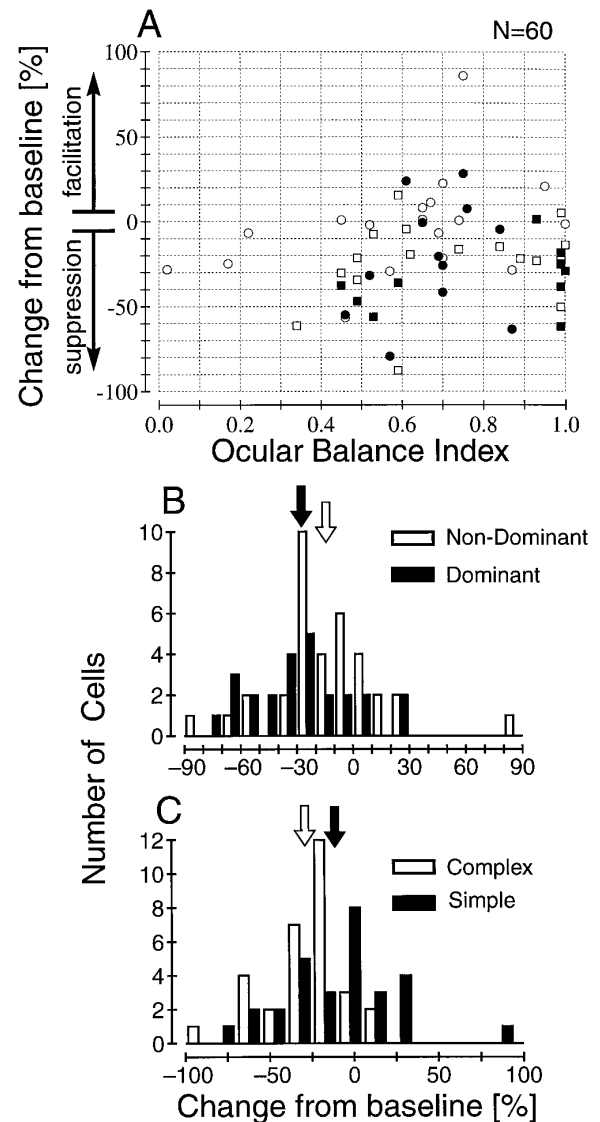 A
N=60
Change from baseline [%]
facilitation
suppression
100
50
0
-50
-100
0.0 0.2 0.4 0.6 0.8 1.0
Ocular Balance Index
B
Non-Dominant
Dominant
Number of Cells
10
8
6
4
2
0
−90 −60 −30 0 30 60 90
C
Complex
Simple
12
10
8
6
4
2
0
−100 −50 0 50 100
Change from baseline [%]